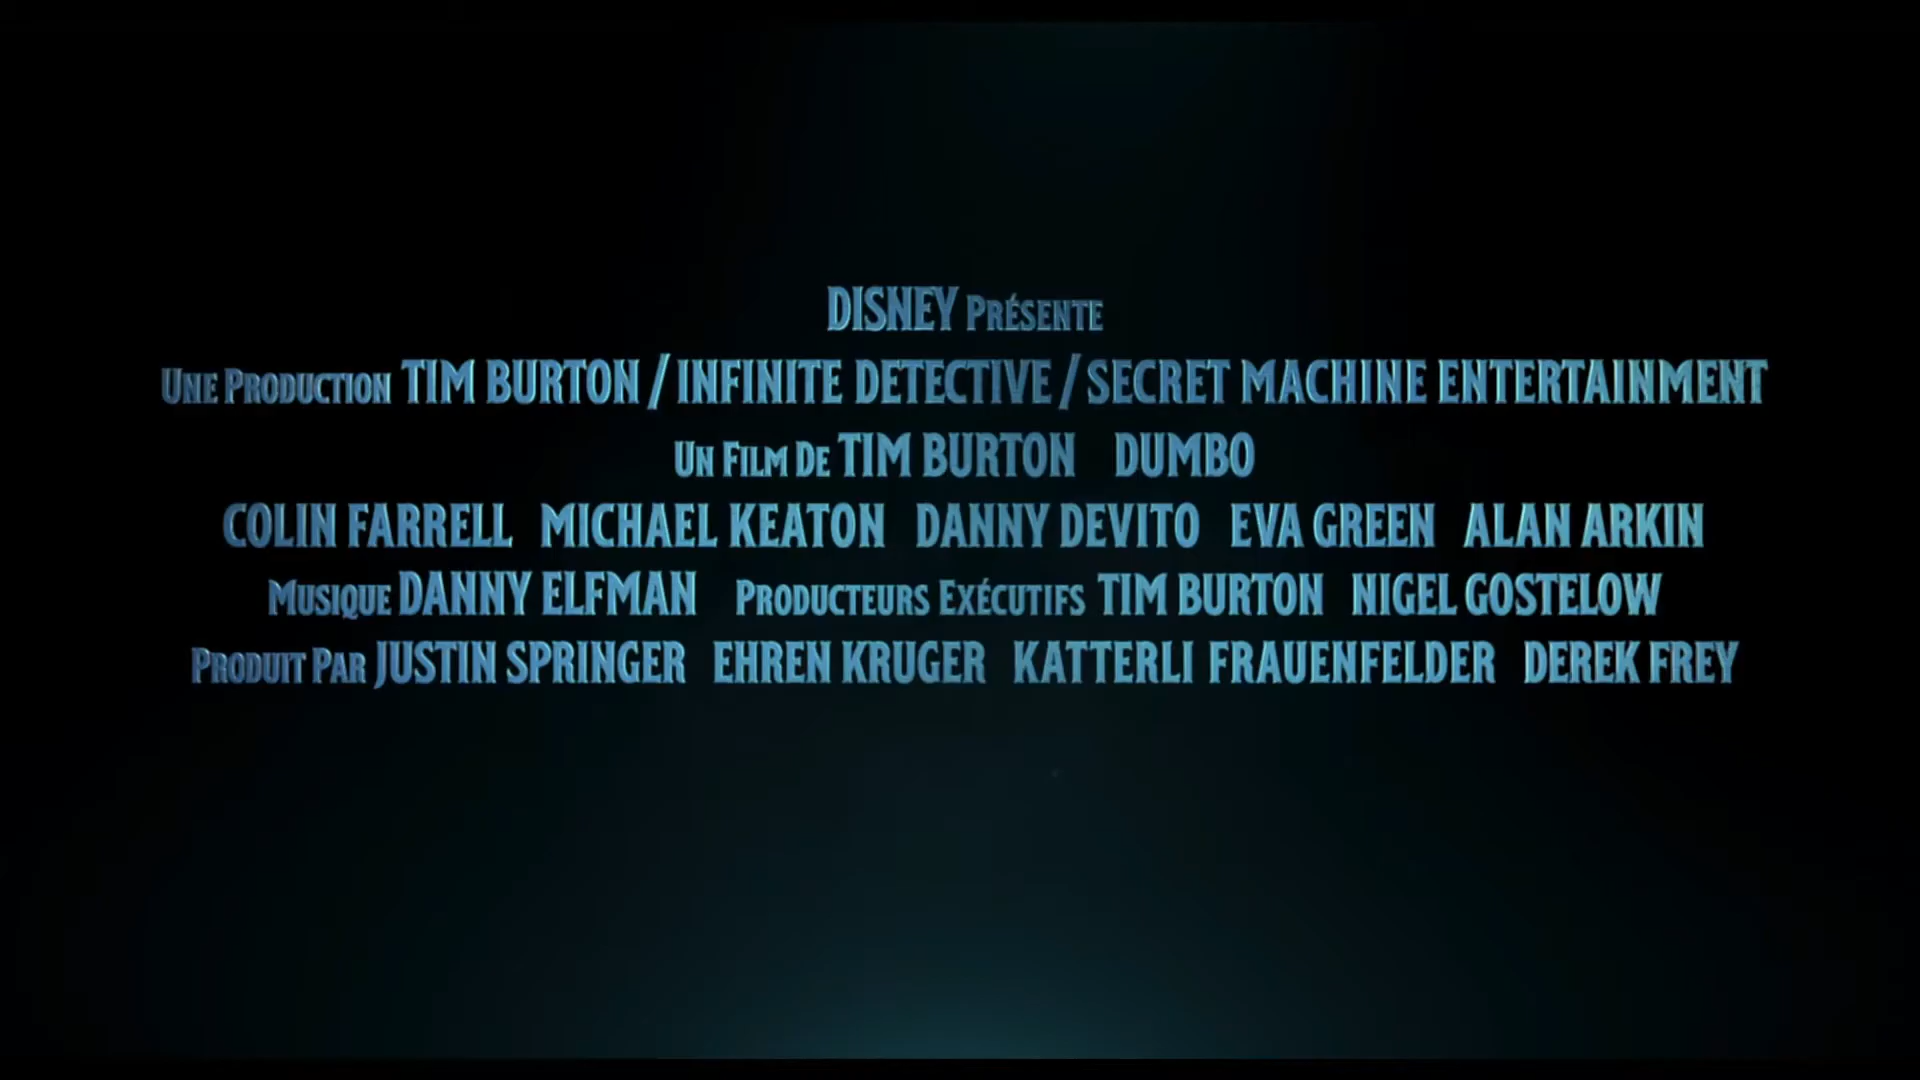 DISNEY PRÉSENTE
UNE PRODUCTION TIM BURTON / INFINITE DETECTIVE / SECRET MACHINE ENTERTAINMENT
UN FILM DE TIM BURTON DUMBO
COLIN FARRELL MICHAEL KEATON DANNY DEVITO EVA GREEN ALAN ARKIN
MUSIQUE DANNY ELFMAN PRODUCTEURS EXÉCUTIFS TIM BURTON NIGEL GOSTELOW
PRODUIT PAR JUSTIN SPRINGER EHREN KRUGER KATTERLI FRAUENFELDER DEREK FREY